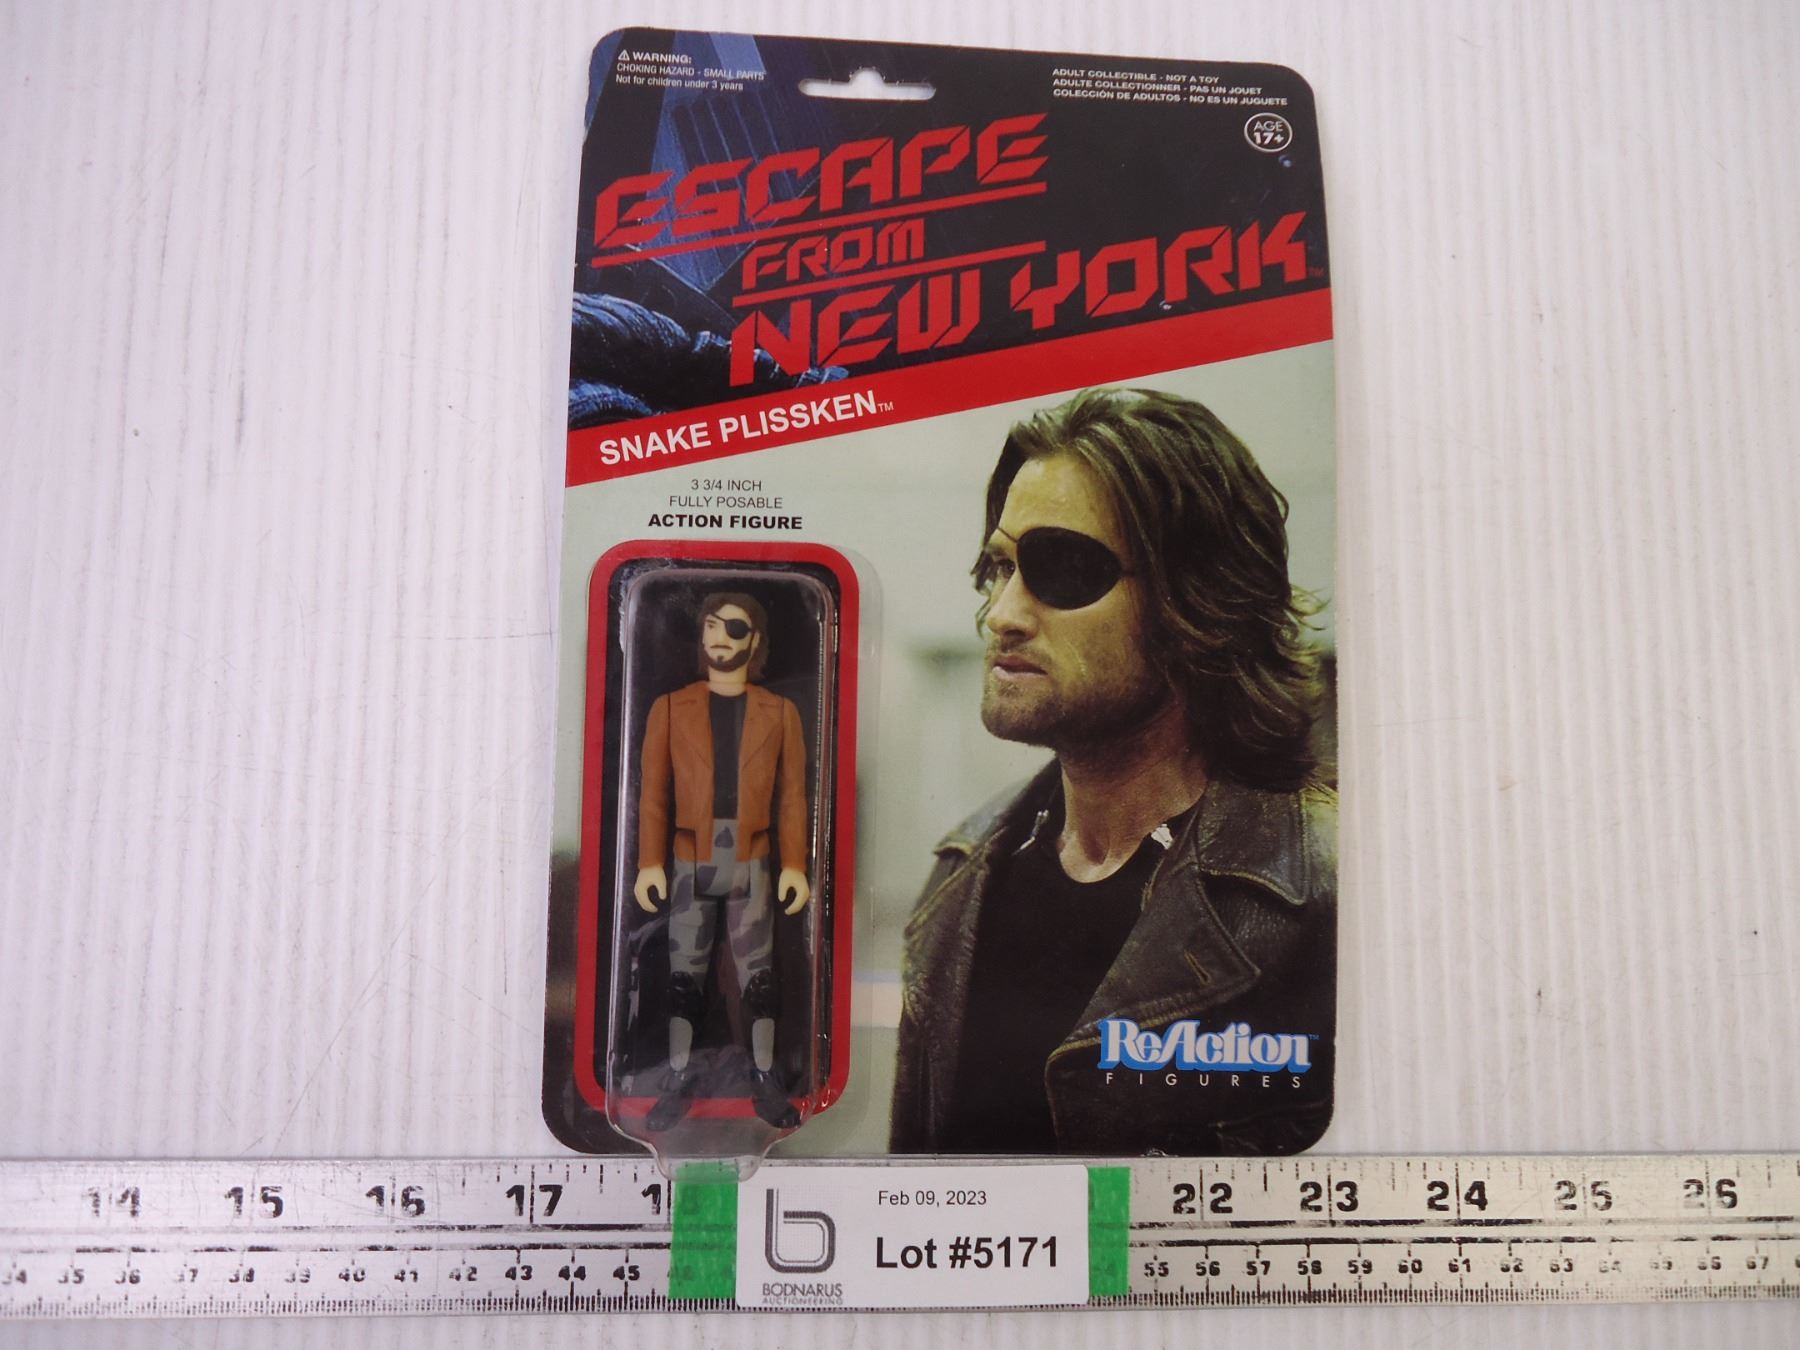 ⚠ WARNING:
CHOKING HAZARD - SMALL PARTS
Not for children under 3 years
ADULT COLLECTIBLE - NOT A TOY
ADULTE COLLECTIONNER - PAS UN JOUET
COLECCIÓN DE ADULTOS - NO ES UN JUGUETE
AGE
17+
ESCAPE
FROM
NEW YORK
SNAKE PLISSKEN™
3 3/4 INCH
FULLY POSABLE
ACTION FIGURE
ReAction™
FIGURES
14 15 16 17 22 23 24 25 26
34 35 36 37 38 39 40 41 42 43 44 45 55 56 57 58 59 60 61 62 63 64 65 66 67
Feb 09, 2023
Lot #5171
BODNARUS
AUCTIONEERING